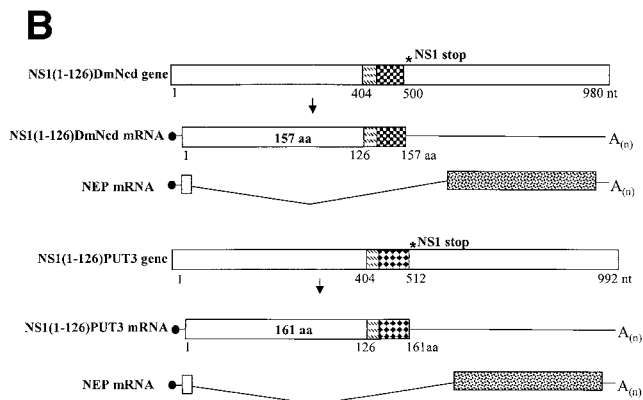 B
* NS1 stop
NS1(1-126)DmNcd gene
1 404 500 980 nt
NS1(1-126)DmNcd mRNA 157 aa A(n)
1 126 157 aa
NEP mRNA A(n)
* NS1 stop
NS1(1-126)PUT3 gene
1 404 512 992 nt
NS1(1-126)PUT3 mRNA 161 aa A(n)
1 126 161aa
NEP mRNA A(n)